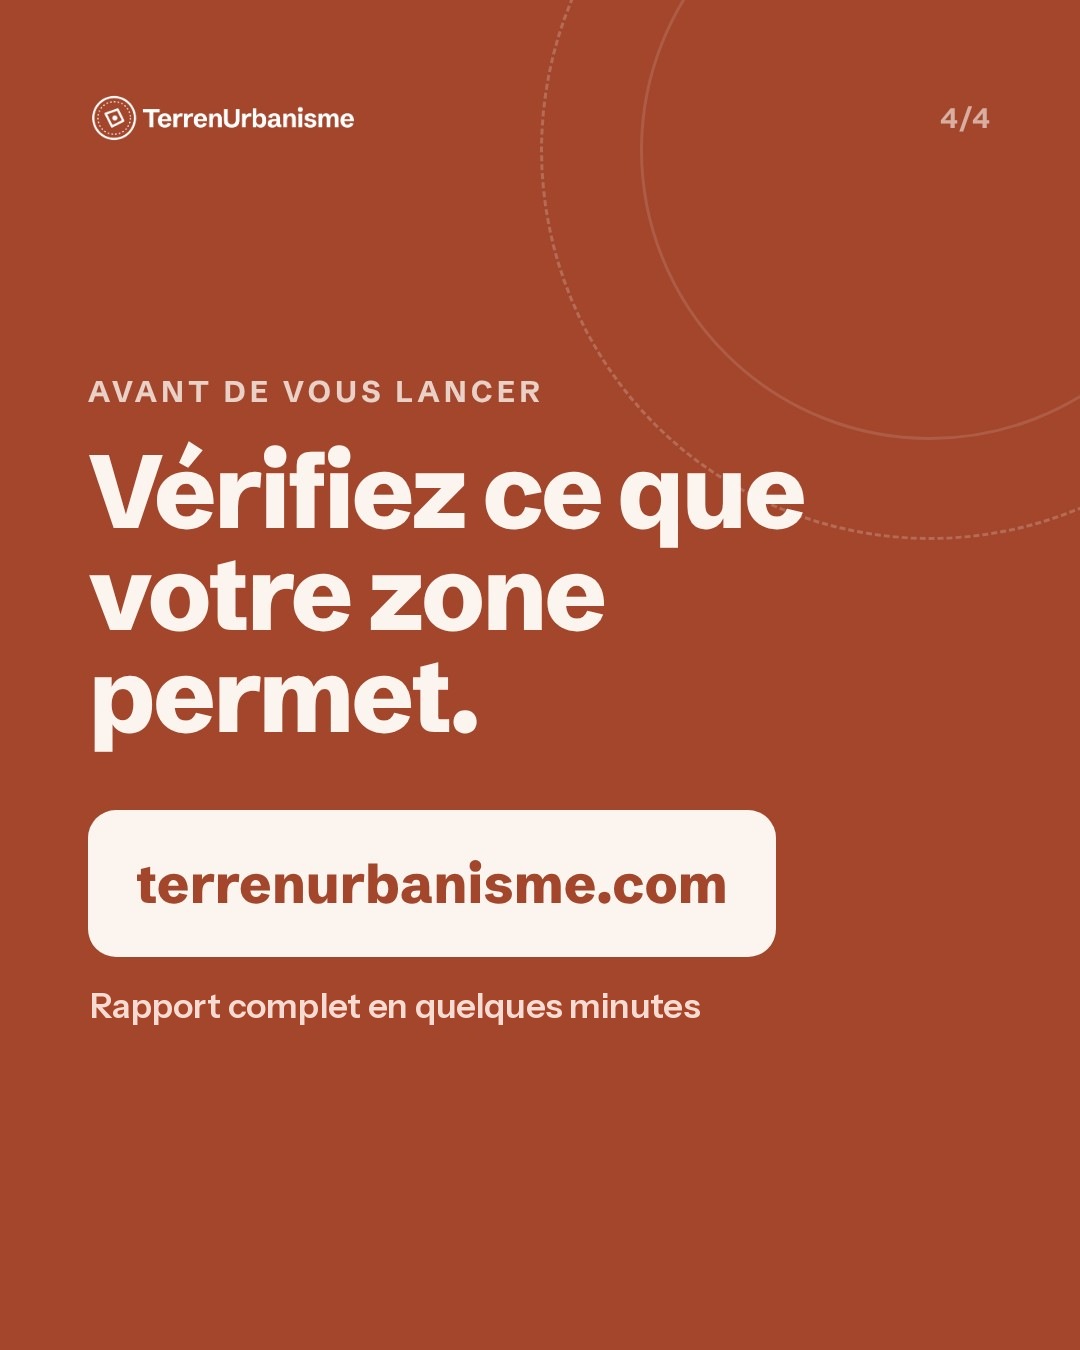 TerrenUrbanisme
4/4
AVANT DE VOUS LANCER
Vérifiez ce que
votre zone
permet.
terrenurbanisme.com
Rapport complet en quelques minutes